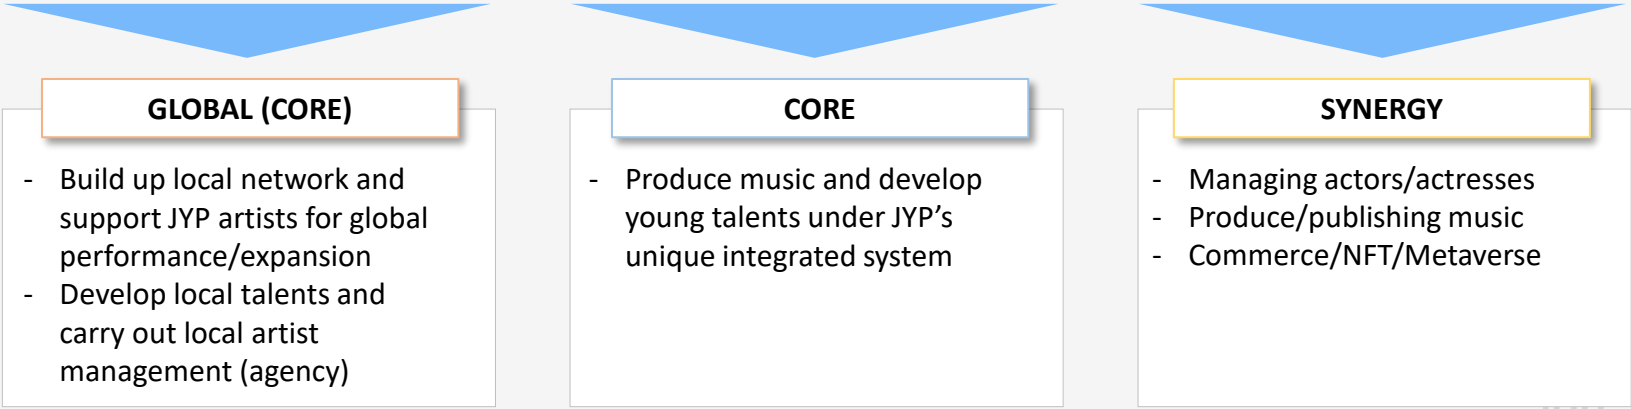 GLOBAL (CORE)
- Build up local network and
support JYP artists for global
performance/expansion
- Develop local talents and
carry out local artist
management (agency)
CORE
- Produce music and develop
young talents under JYP's
unique integrated system
SYNERGY
- Managing actors/actresses
- Produce/publishing music
- Commerce/NFT/Metaverse